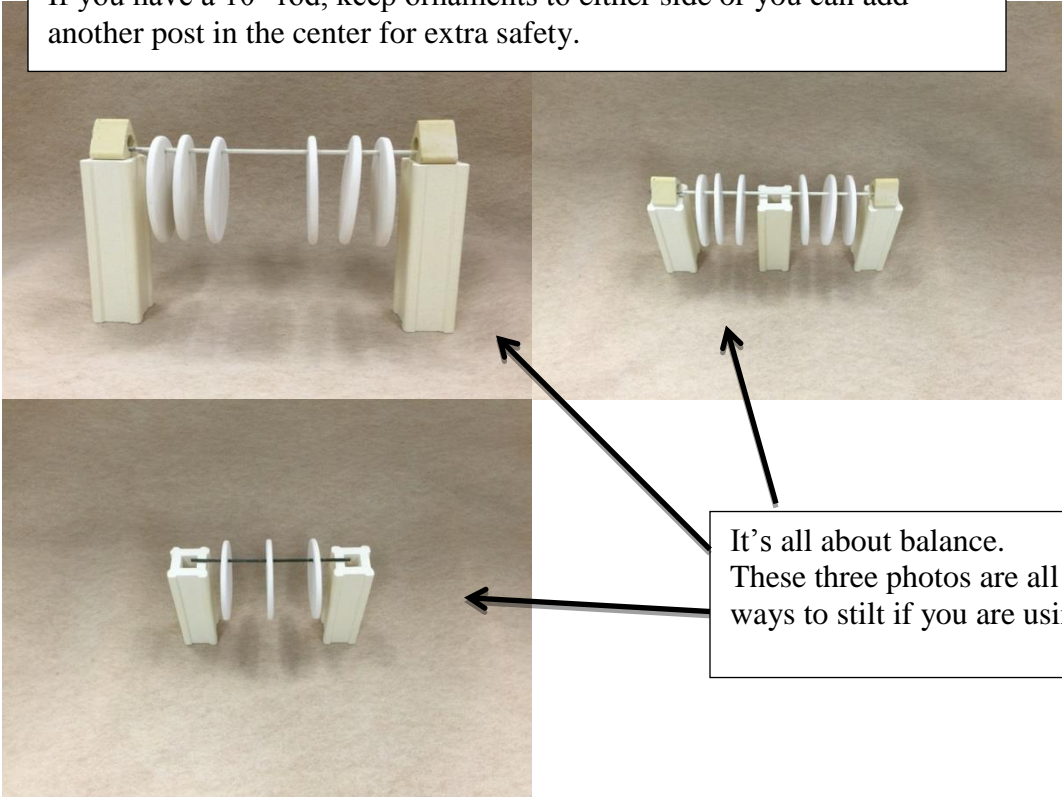 If you have a 10" rod, keep ornaments to either side or you can add
another post in the center for extra safety.
It's all about balance.
These three photos are all
ways to stilt if you are